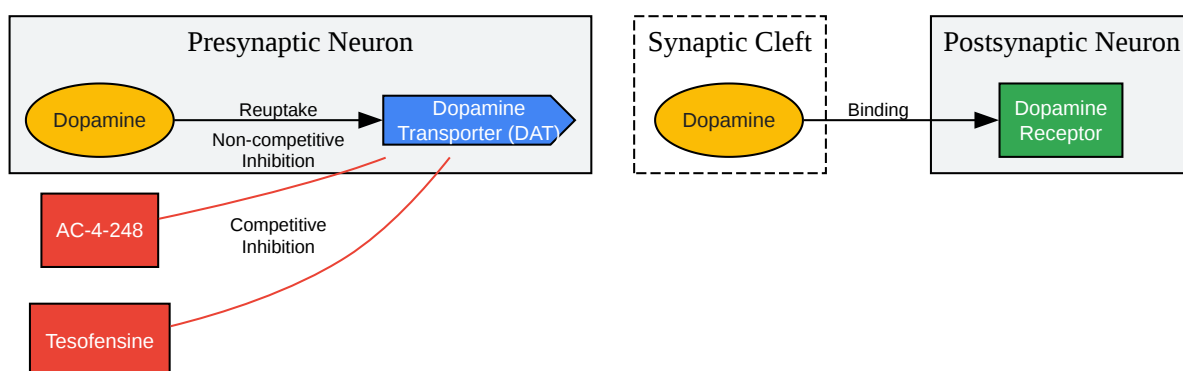 Presynaptic Neuron
Dopamine
Reuptake
Non-competitive
Inhibition
Dopamine
Transporter (DAT)
AC-4-248
Competitive
Inhibition
Tesofensine
Synaptic Cleft
Dopamine
Binding
Postsynaptic Neuron
Dopamine
Receptor